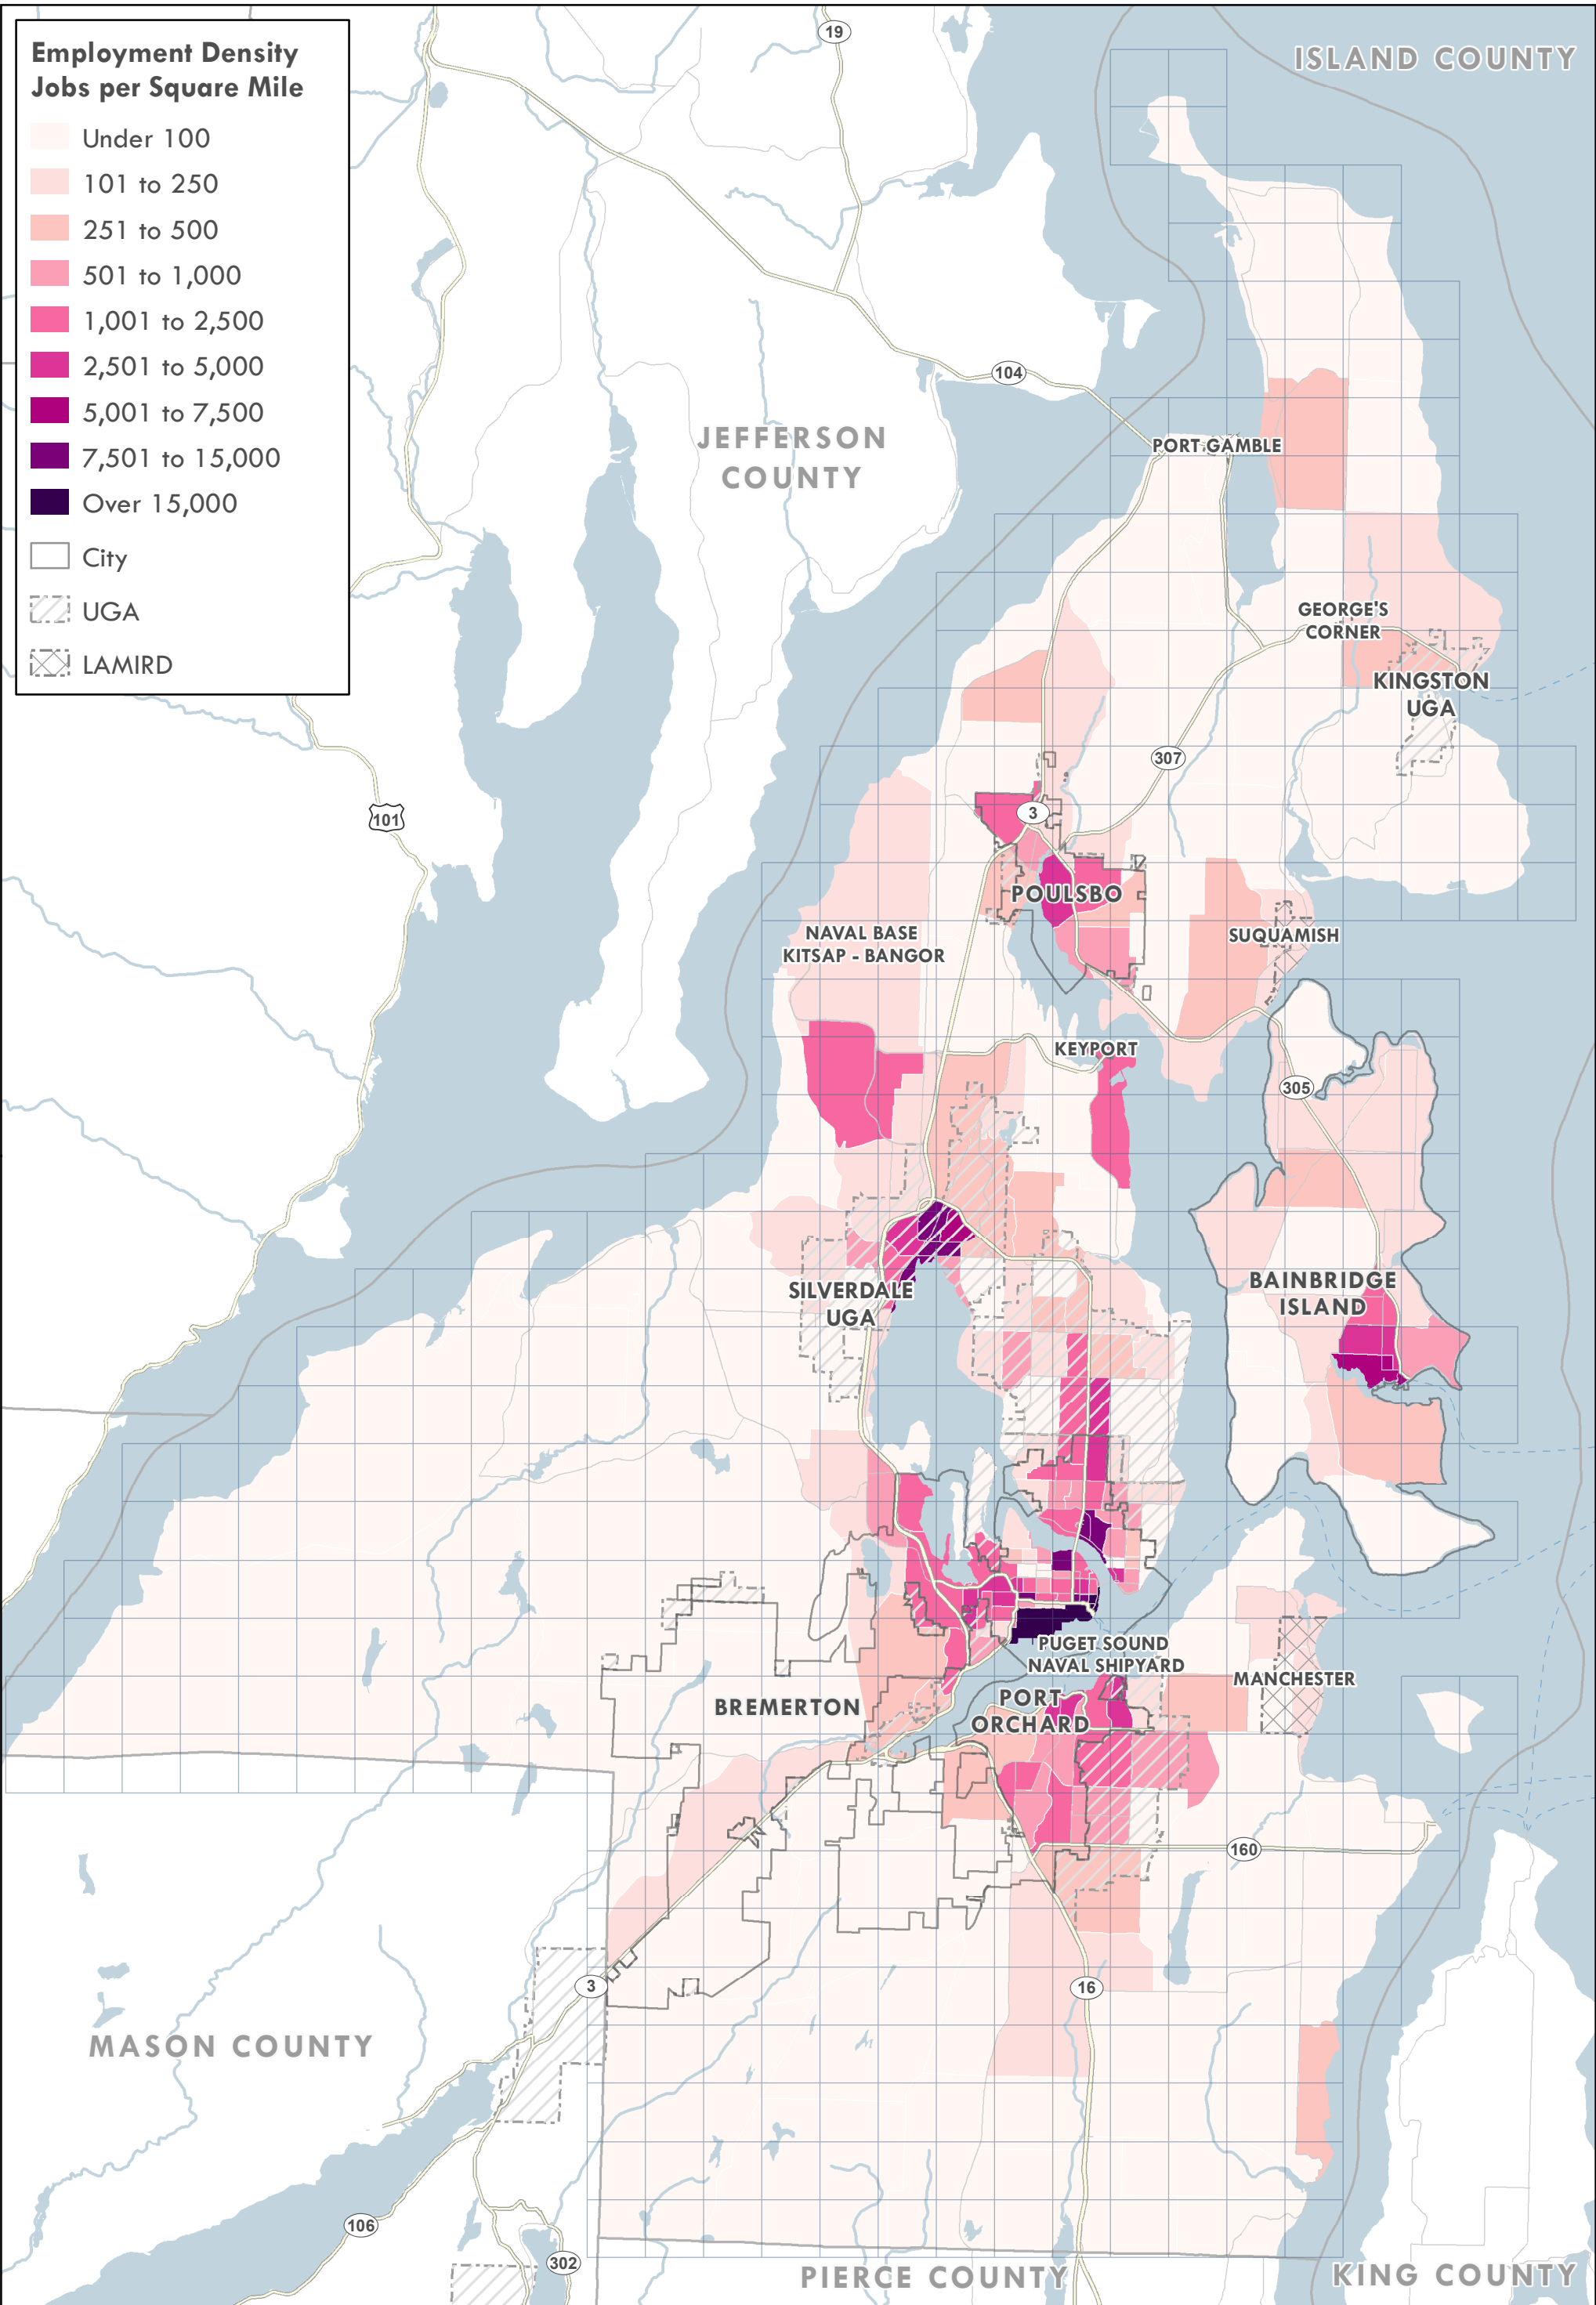 Employment Density
Jobs per Square Mile
Under 100
101 to 250
251 to 500
501 to 1,000
1,001 to 2,500
2,501 to 5,000
5,001 to 7,500
7,501 to 15,000
Over 15,000
City
UGA
LAMIRD
19
ISLAND COUNTY
104
JEFFERSON
COUNTY
PORT GAMBLE
GEORGE'S
CORNER
KINGSTON
UGA
307
101
3
POULSBO
NAVAL BASE
KITSAP - BANGOR
SUQUAMISH
KEYPORT
305
SILVERDALE
UGA
BAINBRIDGE
ISLAND
PUGET SOUND
NAVAL SHIPYARD
MANCHESTER
BREMERTON
PORT
ORCHARD
160
3
16
MASON COUNTY
106
302
PIERCE COUNTY
KING COUNTY